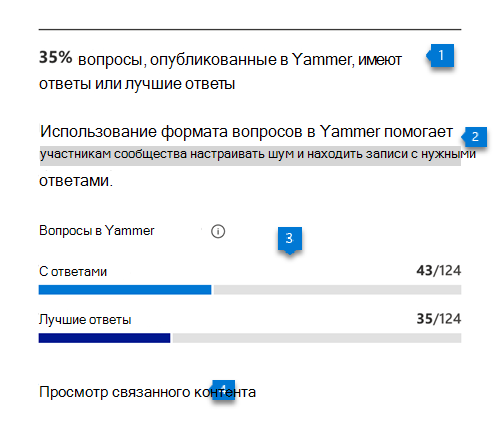 35% вопросы, опубликованные в Yammer, имеют 1
ответы или лучшие ответы
Использование формата вопросов в Yammer помогает 2
участникам сообщества настраивать шум и находить записи с нужными
ответами.
Вопросы в Yammer 3
С ответами 43/124
Лучшие ответы 35/124
Просмотр связанного контента 4